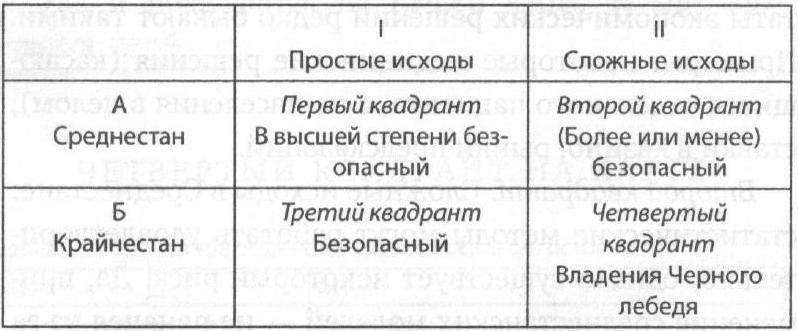 I
Простые исходы
II
Сложные исходы
А
Среднестан
Первый квадрант
В высшей степени без-
опасный
Второй квадрант
(Более или менее)
безопасный
Б
Крайнестан
Третий квадрант
Безопасный
Четвертый
квадрант
Владения Черного
лебедя